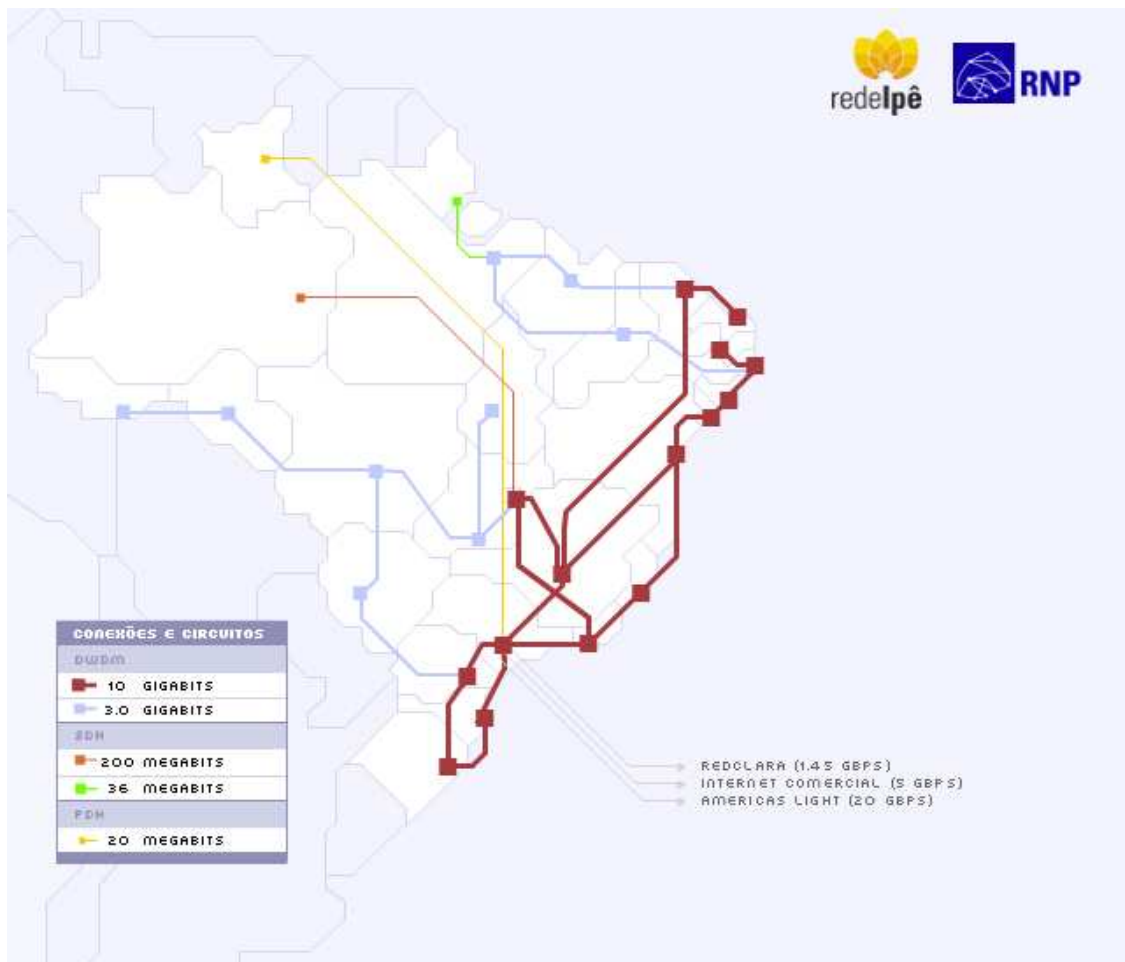 redeIpê
RNP
CONEXÕES E CIRCUITOS
DWDM
10 GIGABITS
3.0 GIGABITS
SDH
200 MEGABITS
36 MEGABITS
PDH
20 MEGABITS
REDCLARA (1.45 GBPS)
INTERNET COMERCIAL (5 GBPS)
AMERICAS LIGHT (20 GBPS)